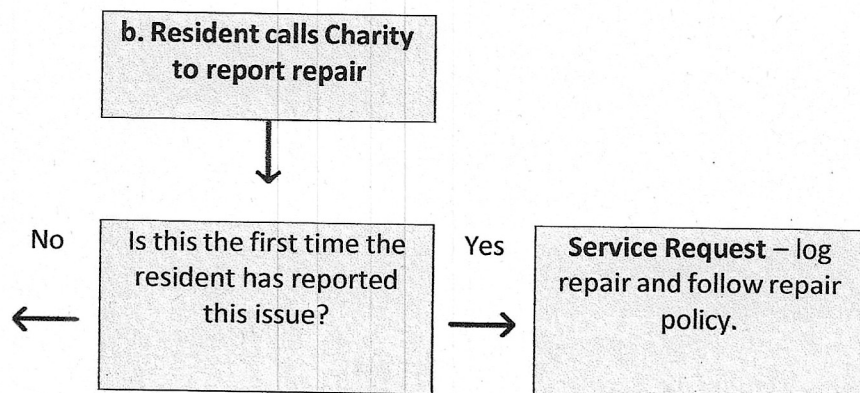 b. Resident calls Charity
to report repair
No
Is this the first time the
resident has reported
this issue?
Yes
Service Request – log
repair and follow repair
policy.